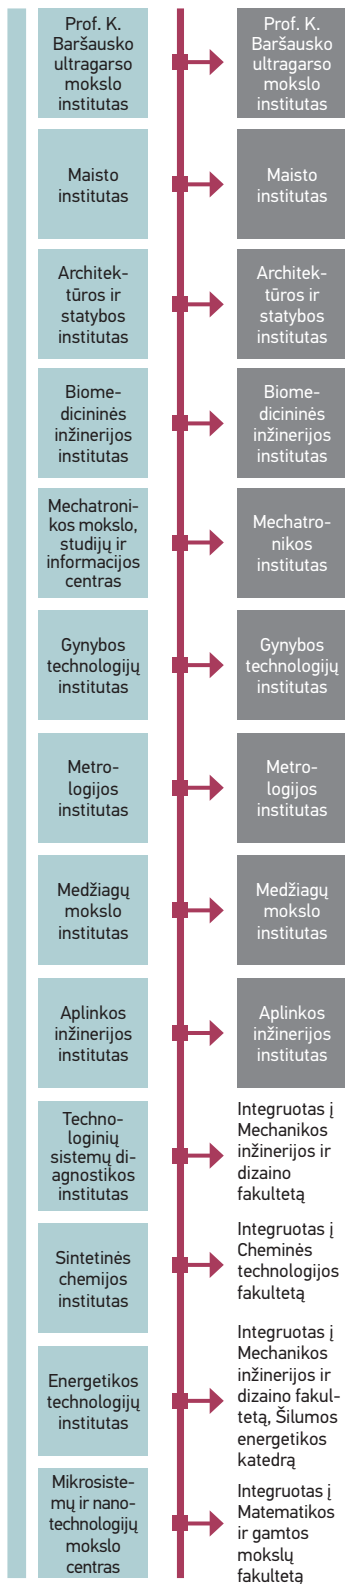 Prof. K.
Baršausko
ultragarso
mokslo
institutas
Prof. K.
Baršausko
ultragarso
mokslo
institutas
Maisto
institutas
Maisto
institutas
Architek-
tūros ir
statybos
institutas
Architek-
tūros ir
statybos
institutas
Biome-
dicininės
inžinerijos
institutas
Biome-
dicininės
inžinerijos
institutas
Mechatroni-
kos mokslo,
studijų ir
informacijos
centras
Mechatro-
nikos
institutas
Gynybos
technologijų
institutas
Gynybos
technologijų
institutas
Metro-
logijos
institutas
Metro-
logijos
institutas
Medžiagų
mokslo
institutas
Medžiagų
mokslo
institutas
Aplinkos
inžinerijos
institutas
Aplinkos
inžinerijos
institutas
Techno-
loginių
sistemų di-
agnostikos
institutas
Integruotas į
Mechanikos
inžinerijos ir
dizaino
fakultetą
Sintetinės
chemijos
institutas
Integruotas į
Cheminės
technologijos
fakultetą
Energetikos
technologijų
institutas
Integruotas į
Mechanikos
inžinerijos ir
dizaino fakul-
tetą, Šilumos
energetikos
katedrą
Mikrosiste-
mų ir nano-
technologijų
mokslo
centras
Integruotas į
Matematikos
ir gamtos
mokslų
fakultetą